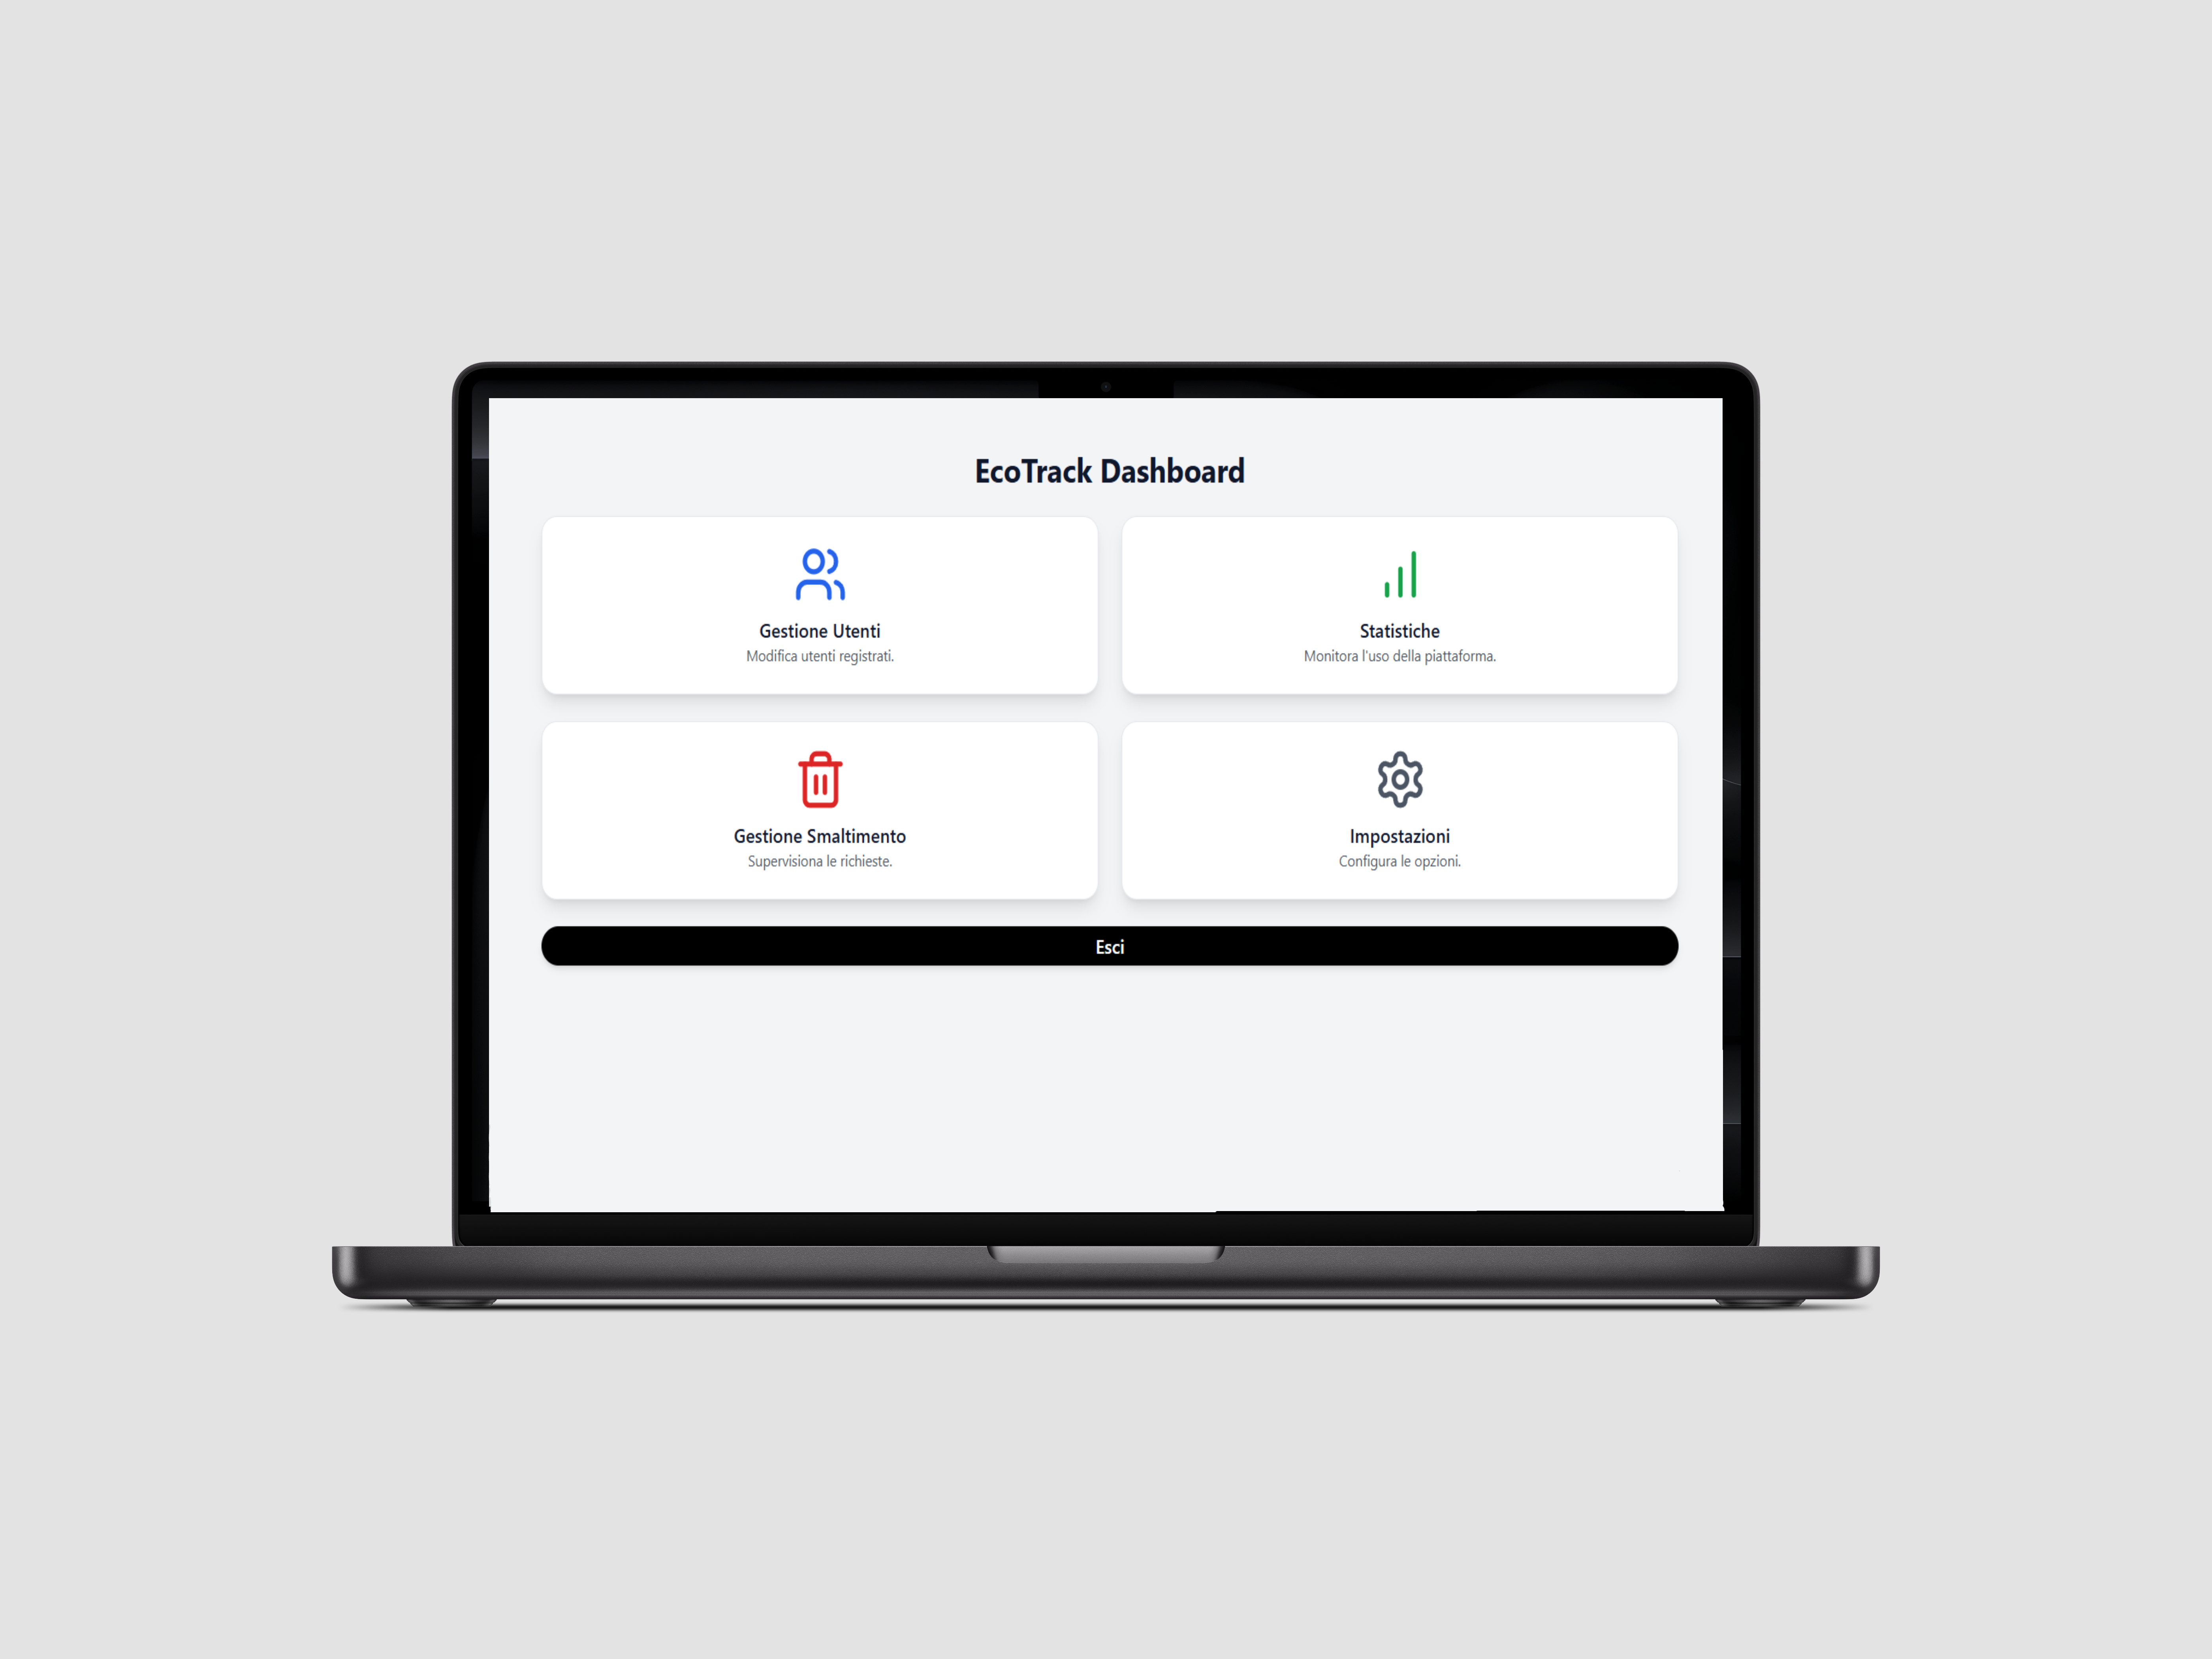 EcoTrack Dashboard
Gestione Utenti
Modifica utenti registrati.
Statistiche
Monitora l'uso della piattaforma.
Gestione Smaltimento
Supervisiona le richieste.
Impostazioni
Configura le opzioni.
Esci